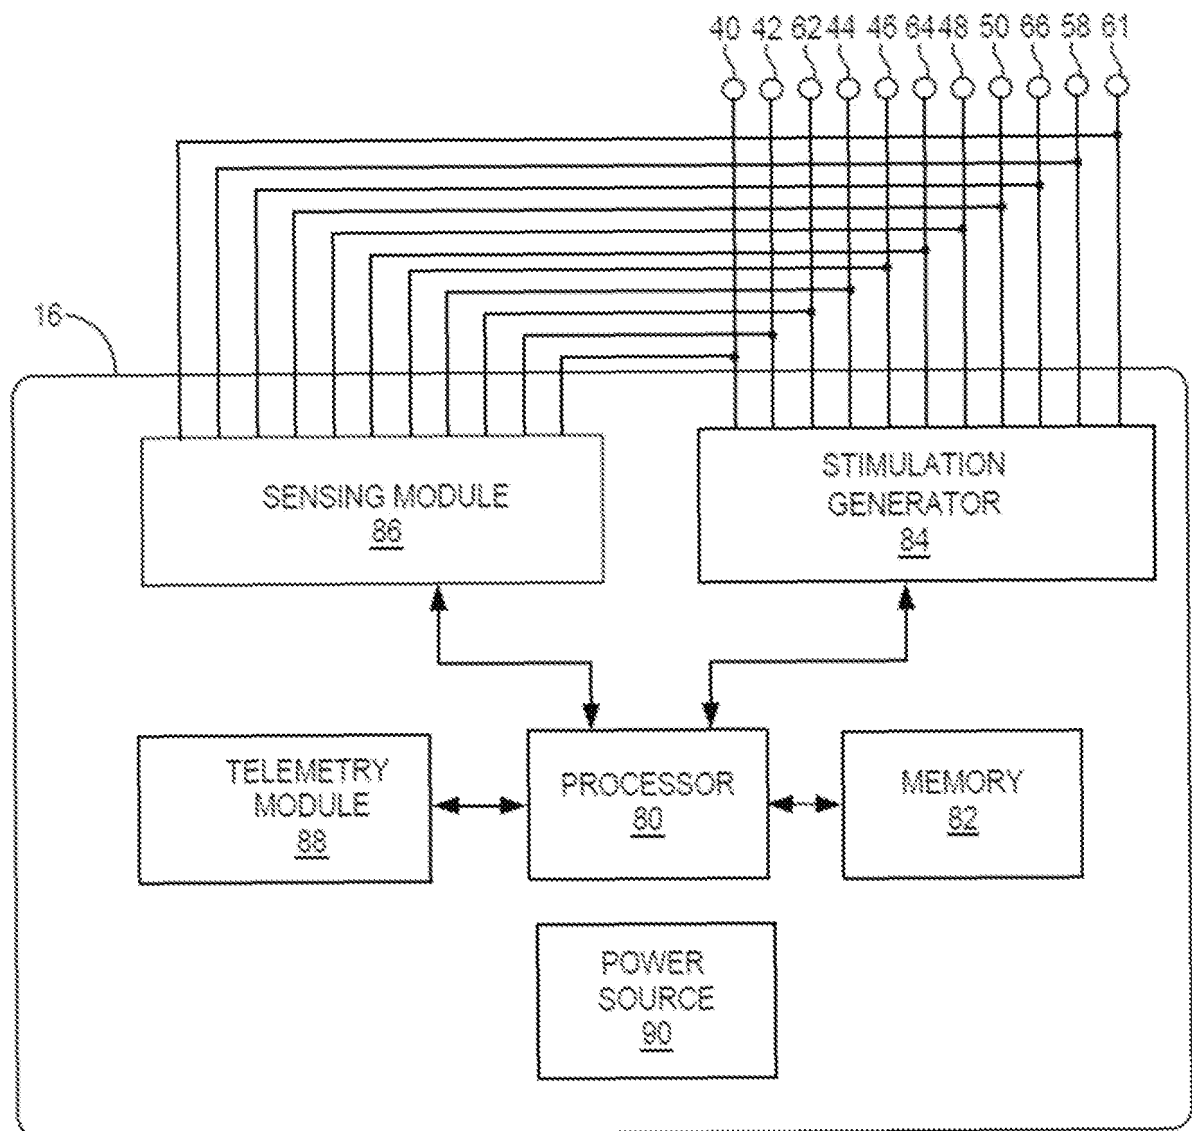 40 42 62 44 46 64 48 50 66 58 61
16
SENSING MODULE
86
STIMULATION
GENERATOR
84
TELEMETRY
MODULE
88
PROCESSOR
80
MEMORY
82
POWER
SOURCE
90